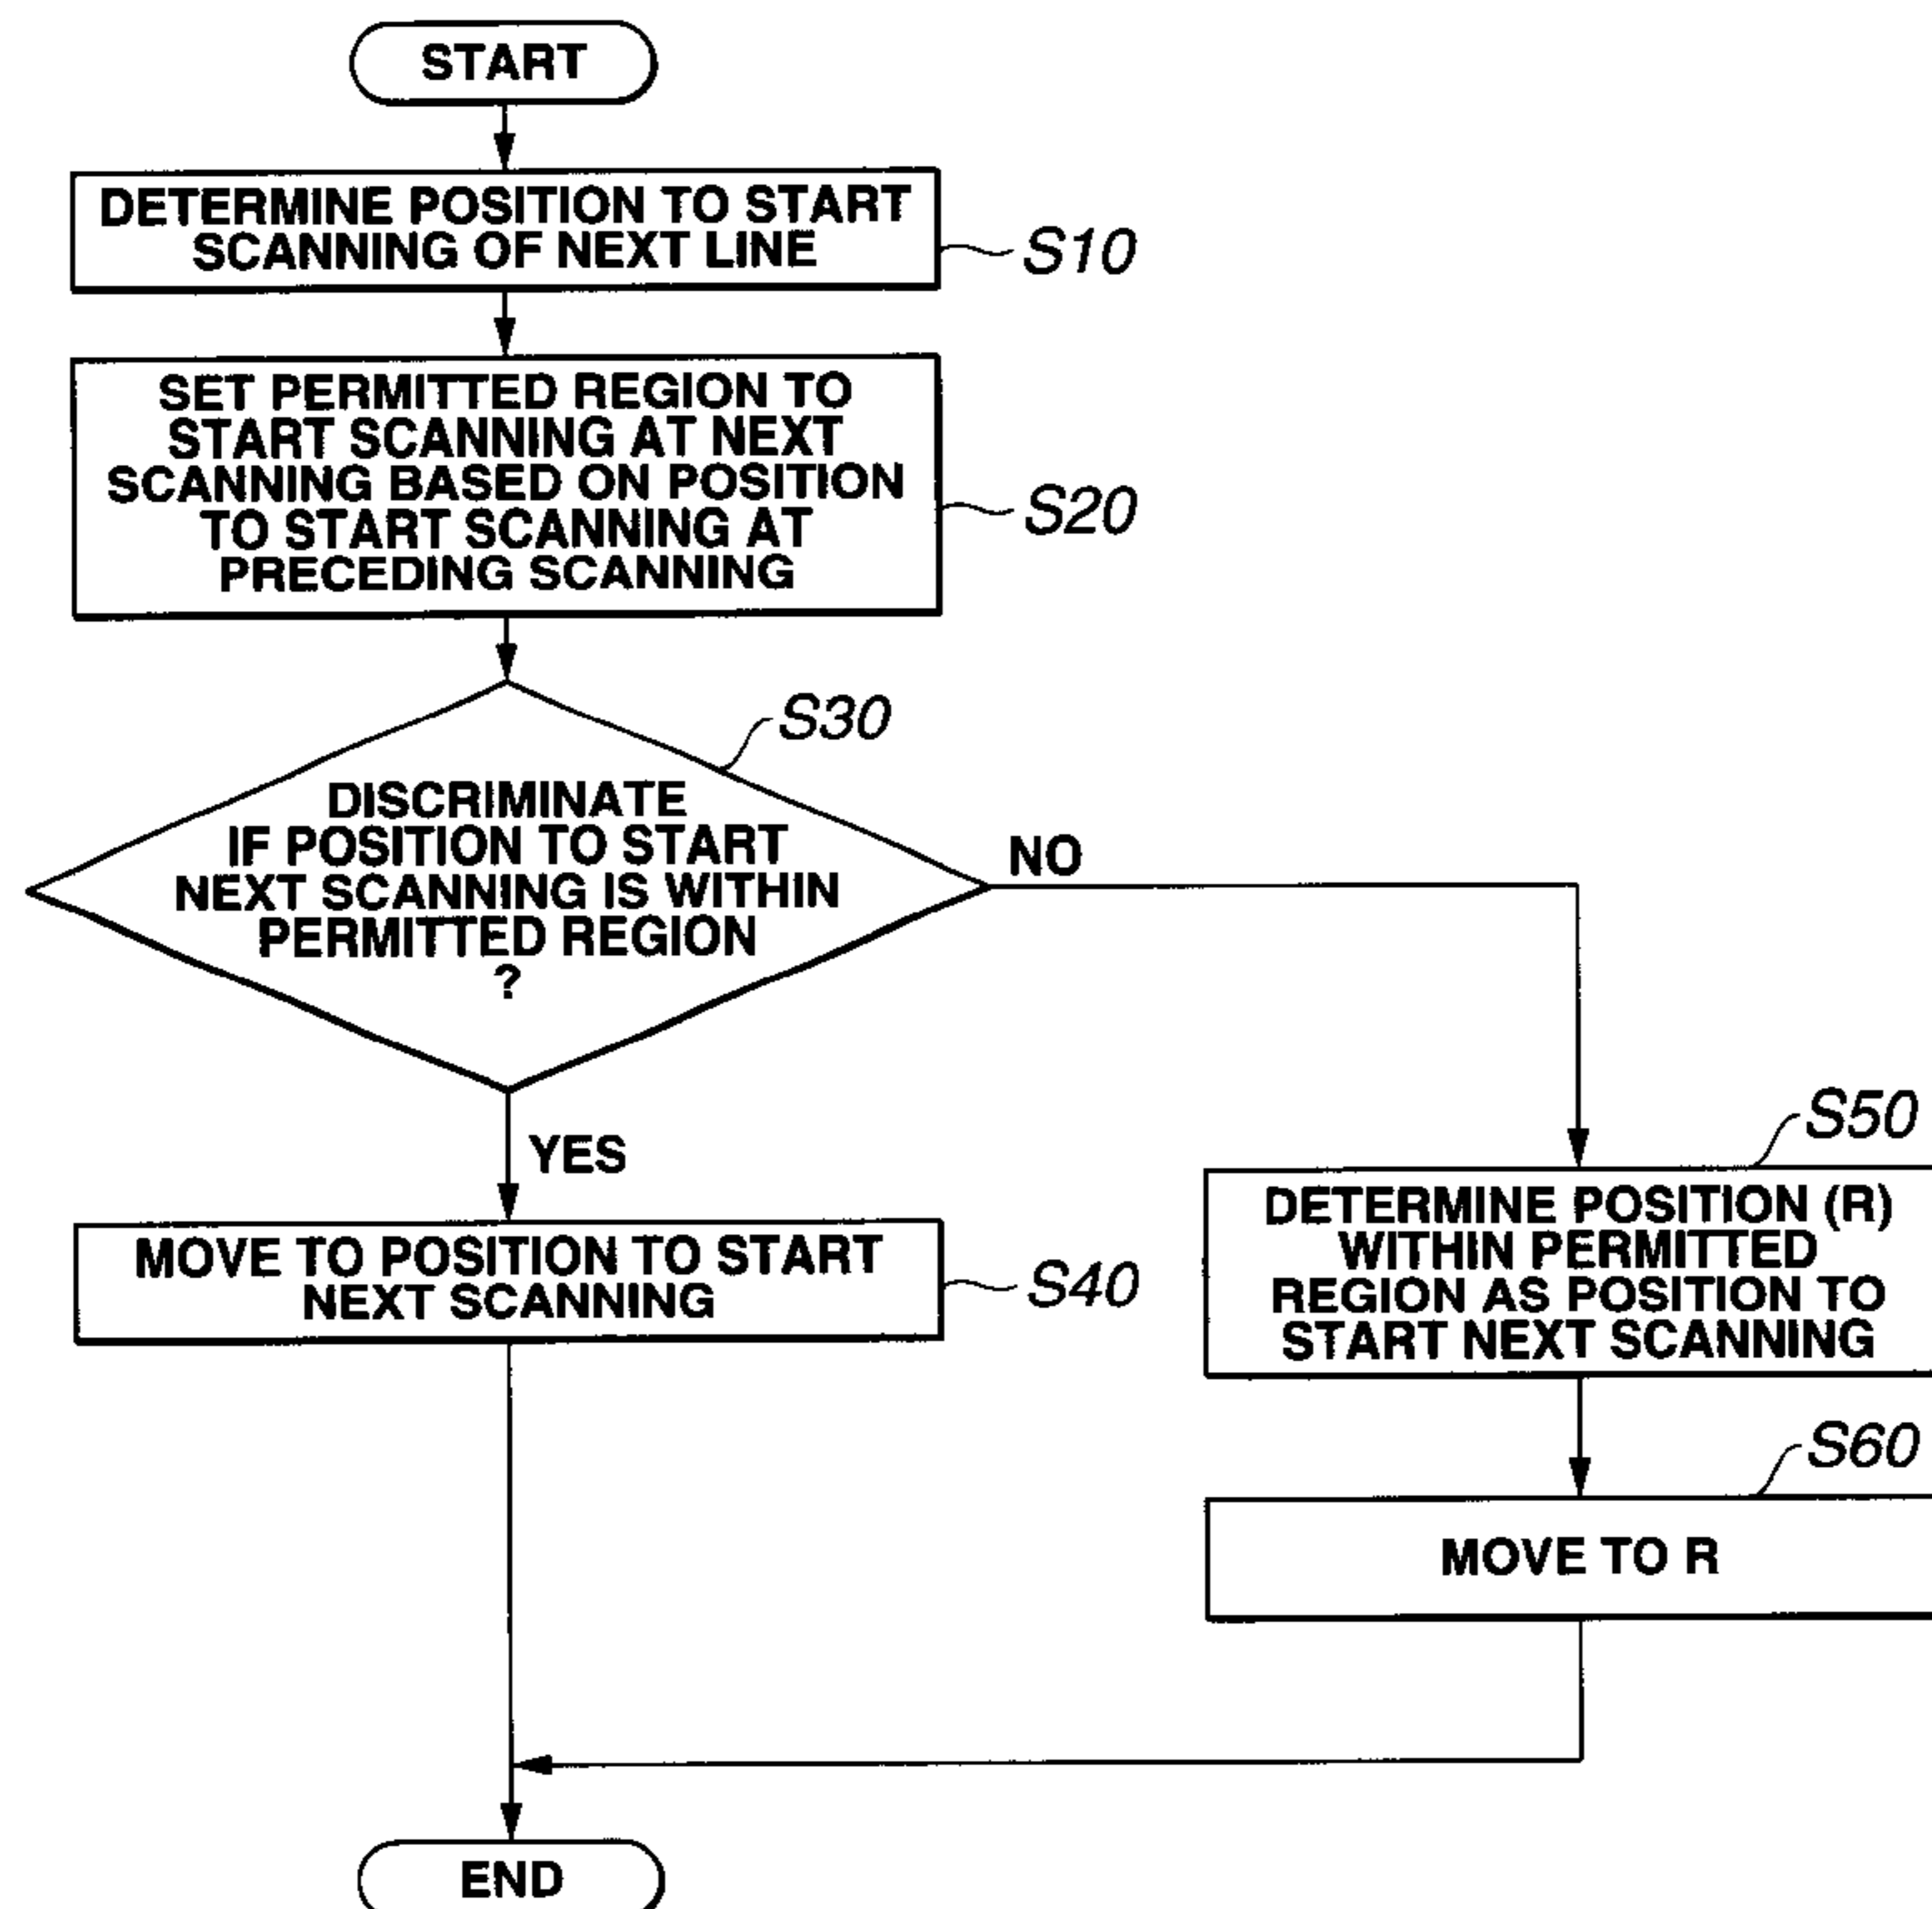 START
DETERMINE POSITION TO START
SCANNING OF NEXT LINE
S10
SET PERMITTED REGION TO
START SCANNING AT NEXT
SCANNING BASED ON POSITION
TO START SCANNING AT
PRECEDING SCANNING
S20
S30
DISCRIMINATE
IF POSITION TO START
NEXT SCANNING IS WITHIN
PERMITTED REGION
?
NO
YES
MOVE TO POSITION TO START
NEXT SCANNING
S40
S50
DETERMINE POSITION (R)
WITHIN PERMITTED
REGION AS POSITION TO
START NEXT SCANNING
S60
MOVE TO R
END